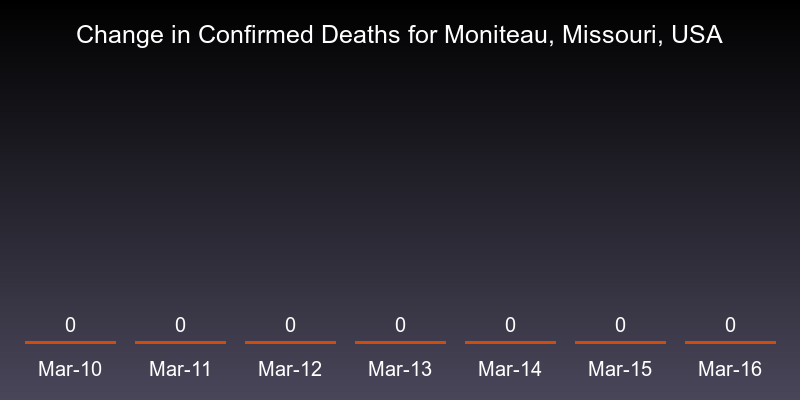 Change in Confirmed Deaths for Moniteau, Missouri, USA
0 0 0 0 0 0 0
Mar-10 Mar-11 Mar-12 Mar-13 Mar-14 Mar-15 Mar-16